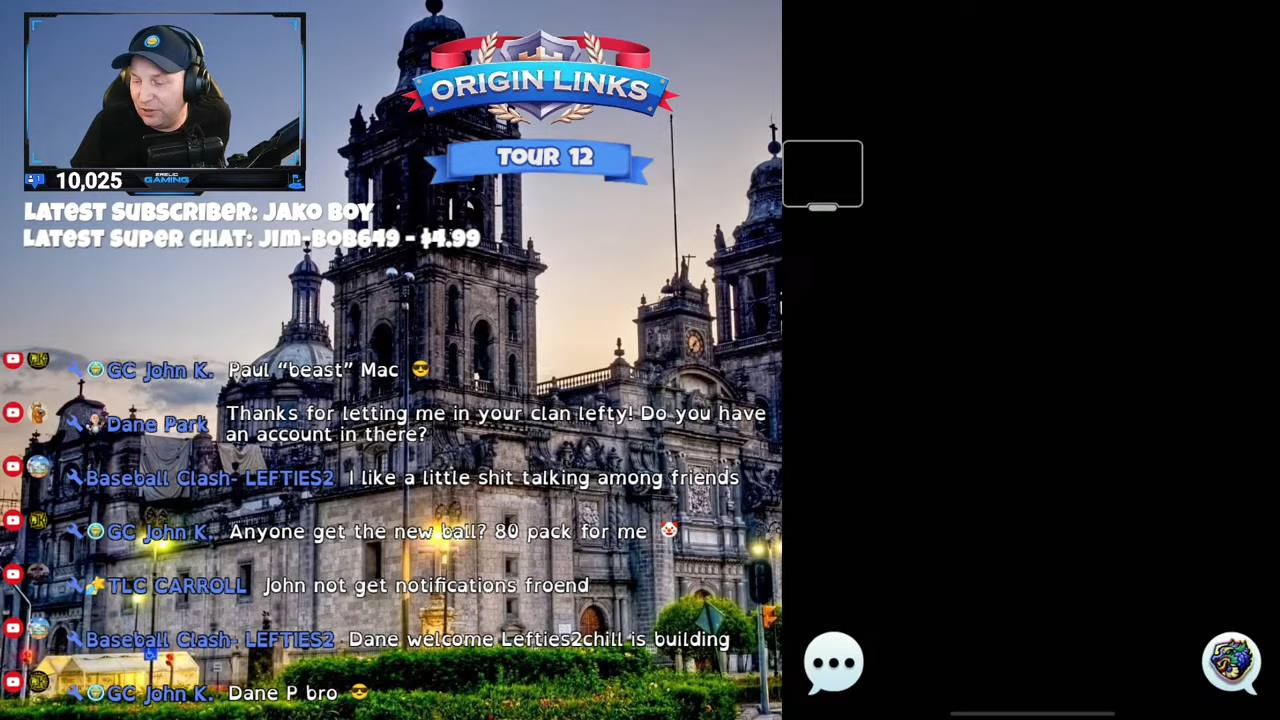 ORIGIN LINKS
TOUR 12
10,025
ERELIC
GAMING
Latest Subscriber: Jako Boy
Latest Super Chat: Jim-Bob649 - $4.99
GC John K. Paul “beast” Mac 😎
Dane Park Thanks for letting me in your clan lefty! Do you have
an account in there?
Baseball Clash- LEFTIES2 I like a little shit talking among friends
GC John K. Anyone get the new ball? 80 pack for me 🤡
TLC CARROLL John not get notifications froend
Baseball Clash- LEFTIES2 Dane welcome Lefties2chill is building
GC John K. Dane P bro 😎